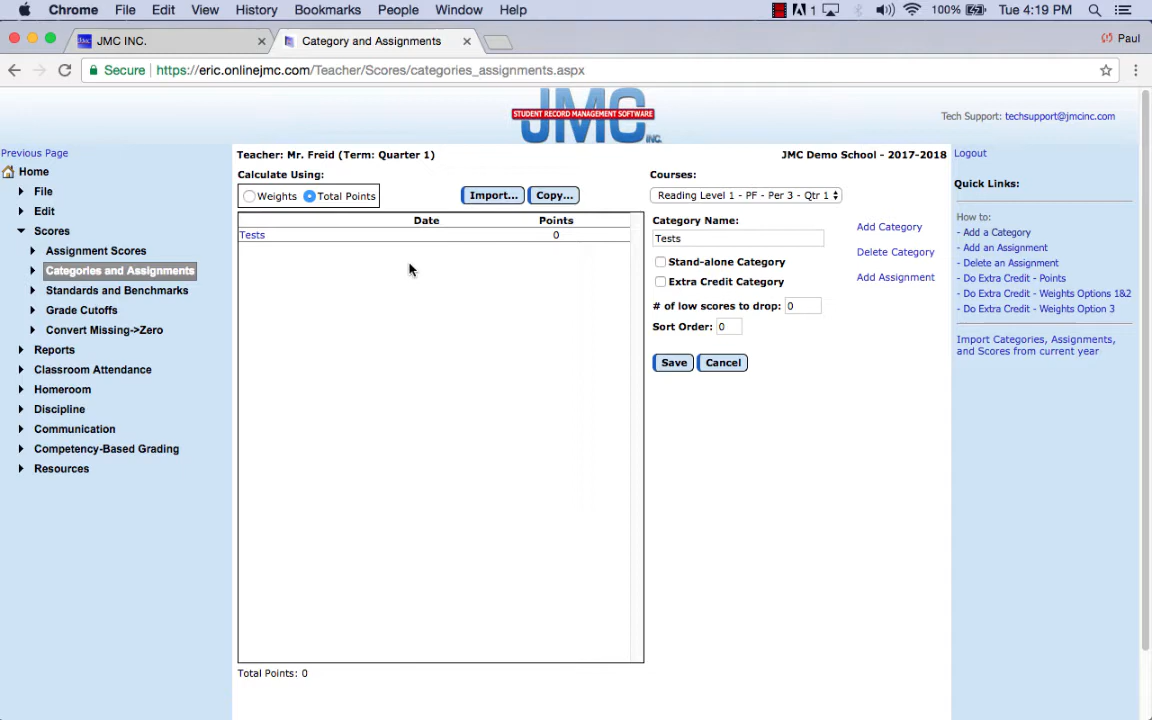 Chrome File Edit View History Bookmarks People Window Help 1 100% Tue 4:19 PM
JMC INC. Category and Assignments Paul
Secure https://eric.onlinejmc.com/Teacher/Scores/categories_assignments.aspx
JMC
STUDENT RECORD MANAGEMENT SOFTWARE
INC.
Tech Support: techsupport@jmcinc.com
Previous Page
Home
File
Edit
Scores
Assignment Scores
Categories and Assignments
Standards and Benchmarks
Grade Cutoffs
Convert Missing->Zero
Reports
Classroom Attendance
Homeroom
Discipline
Communication
Competency-Based Grading
Resources
Teacher: Mr. Freid (Term: Quarter 1) JMC Demo School - 2017-2018
Calculate Using:
Weights Total Points Import... Copy...
Date Points
Tests 0
Total Points: 0
Courses:
Reading Level 1 - PF - Per 3 - Qtr 1
Category Name:
Tests
Stand-alone Category
Extra Credit Category
# of low scores to drop: 0
Sort Order: 0
Save Cancel
Add Category
Delete Category
Add Assignment
Logout
Quick Links:
How to:
- Add a Category
- Add an Assignment
- Delete an Assignment
- Do Extra Credit - Points
- Do Extra Credit - Weights Options 1&2
- Do Extra Credit - Weights Option 3
Import Categories, Assignments,
and Scores from current year